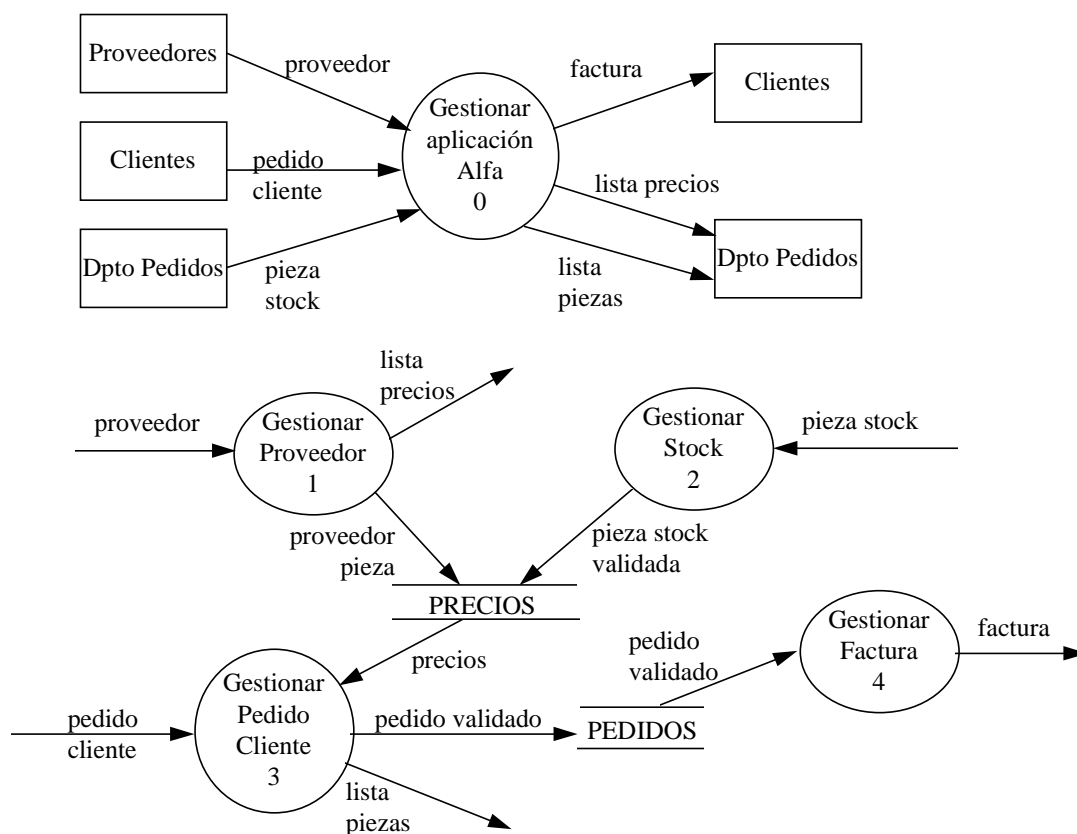 Proveedores
proveedor
factura
Clientes
Gestionar
aplicación
Alfa
0
Clientes
pedido
cliente
lista precios
Dpto Pedidos
pieza
stock
lista
piezas
Dpto Pedidos
lista
precios
proveedor
Gestionar
Proveedor
1
Gestionar
Stock
2
pieza stock
proveedor
pieza
pieza stock
validada
PRECIOS
precios
pedido
validado
Gestionar
Factura
4
factura
pedido
cliente
Gestionar
Pedido
Cliente
3
pedido validado
PEDIDOS
lista
piezas